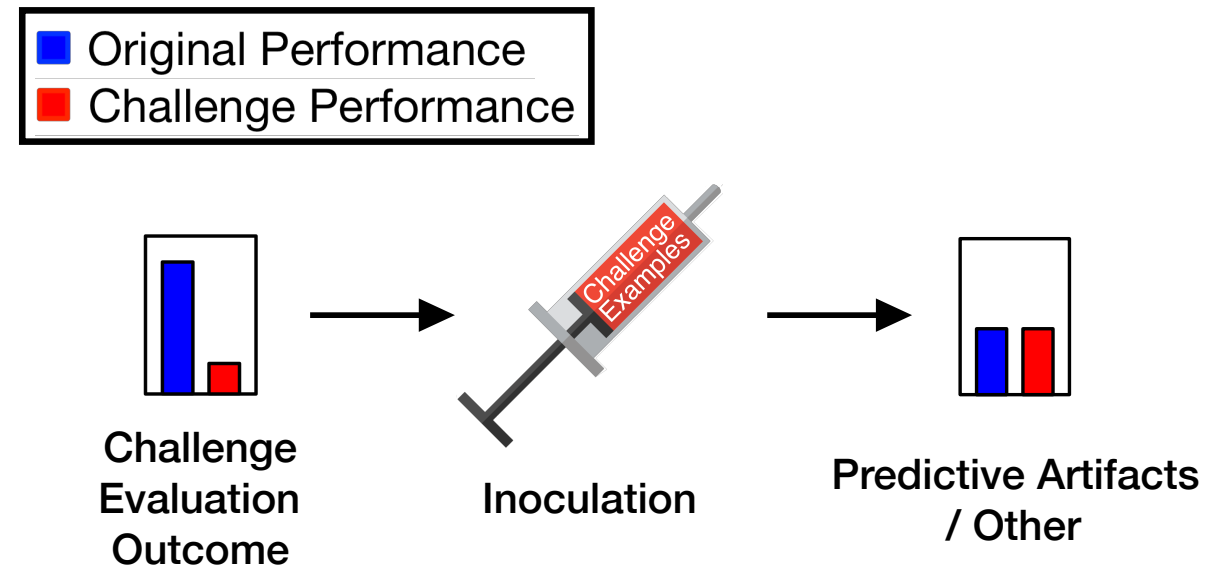 Original Performance
Challenge Performance
Challenge
Examples
Challenge
Evaluation
Outcome
Inoculation
Predictive Artifacts
/ Other